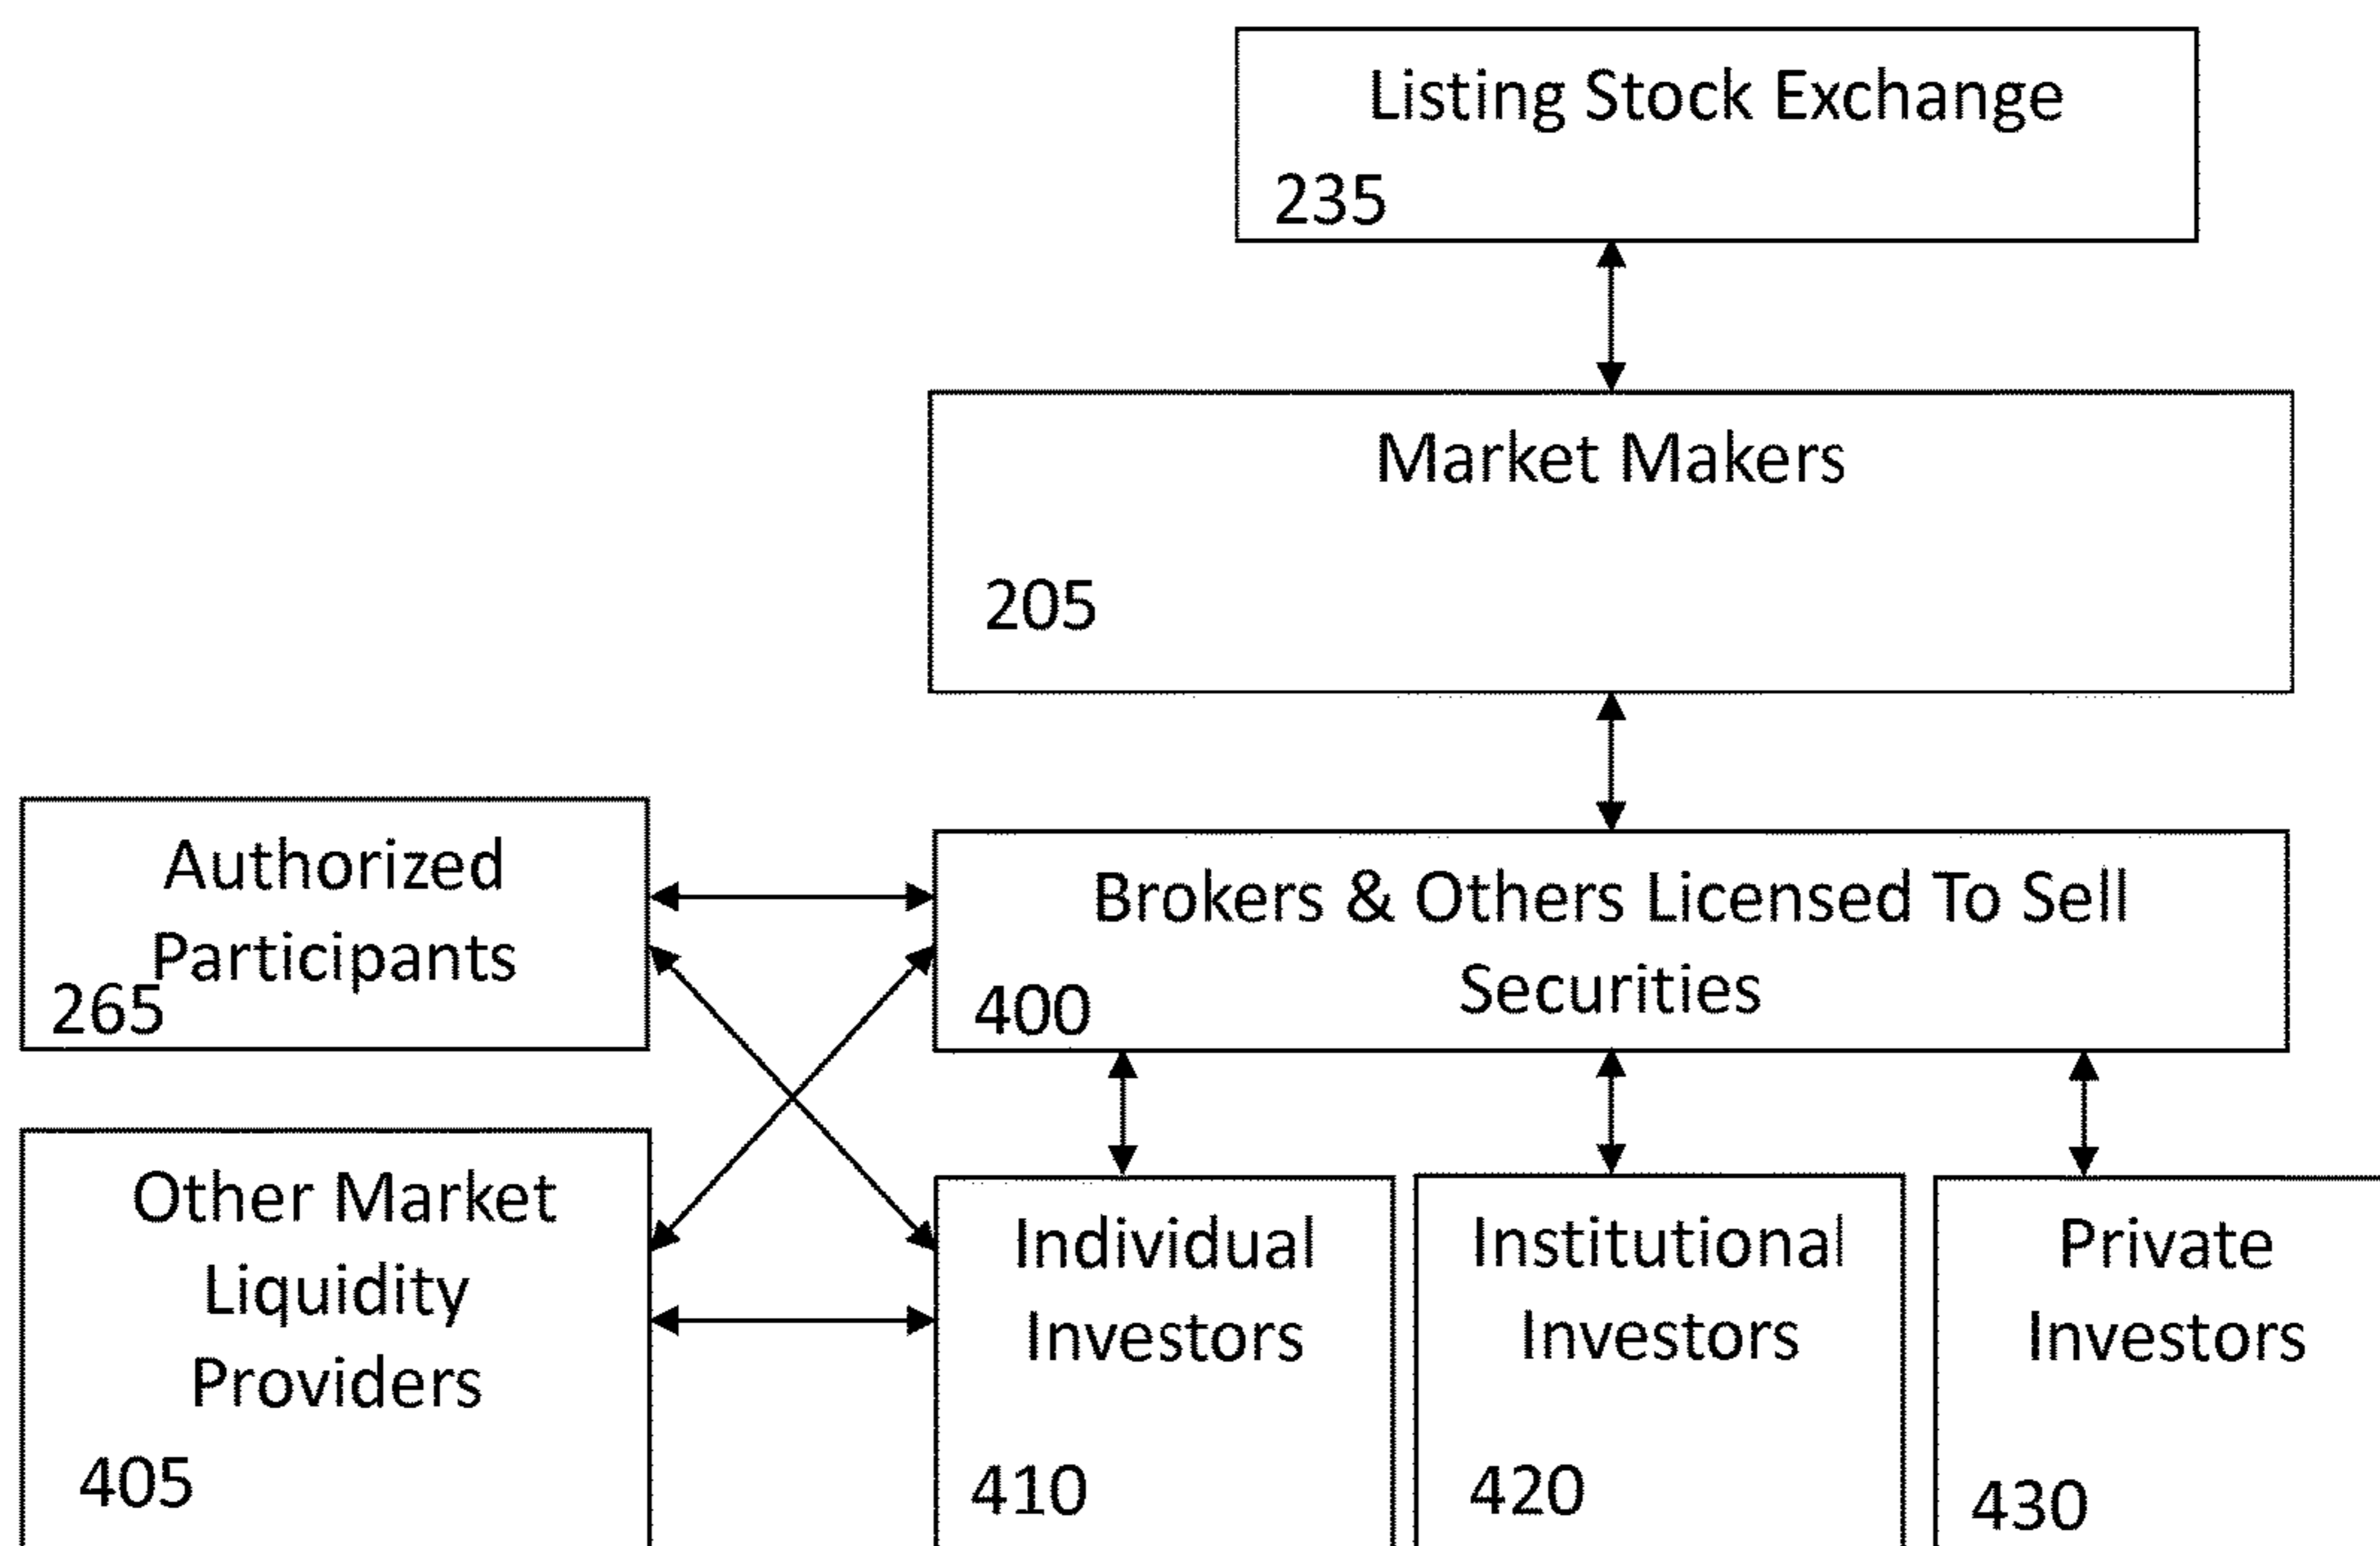 Listing Stock Exchange
235
Market Makers
205
Authorized
Participants
265
Brokers & Others Licensed To Sell
Securities
400
Other Market
Liquidity
Providers
405
Individual
Investors
410
Institutional
Investors
420
Private
Investors
430